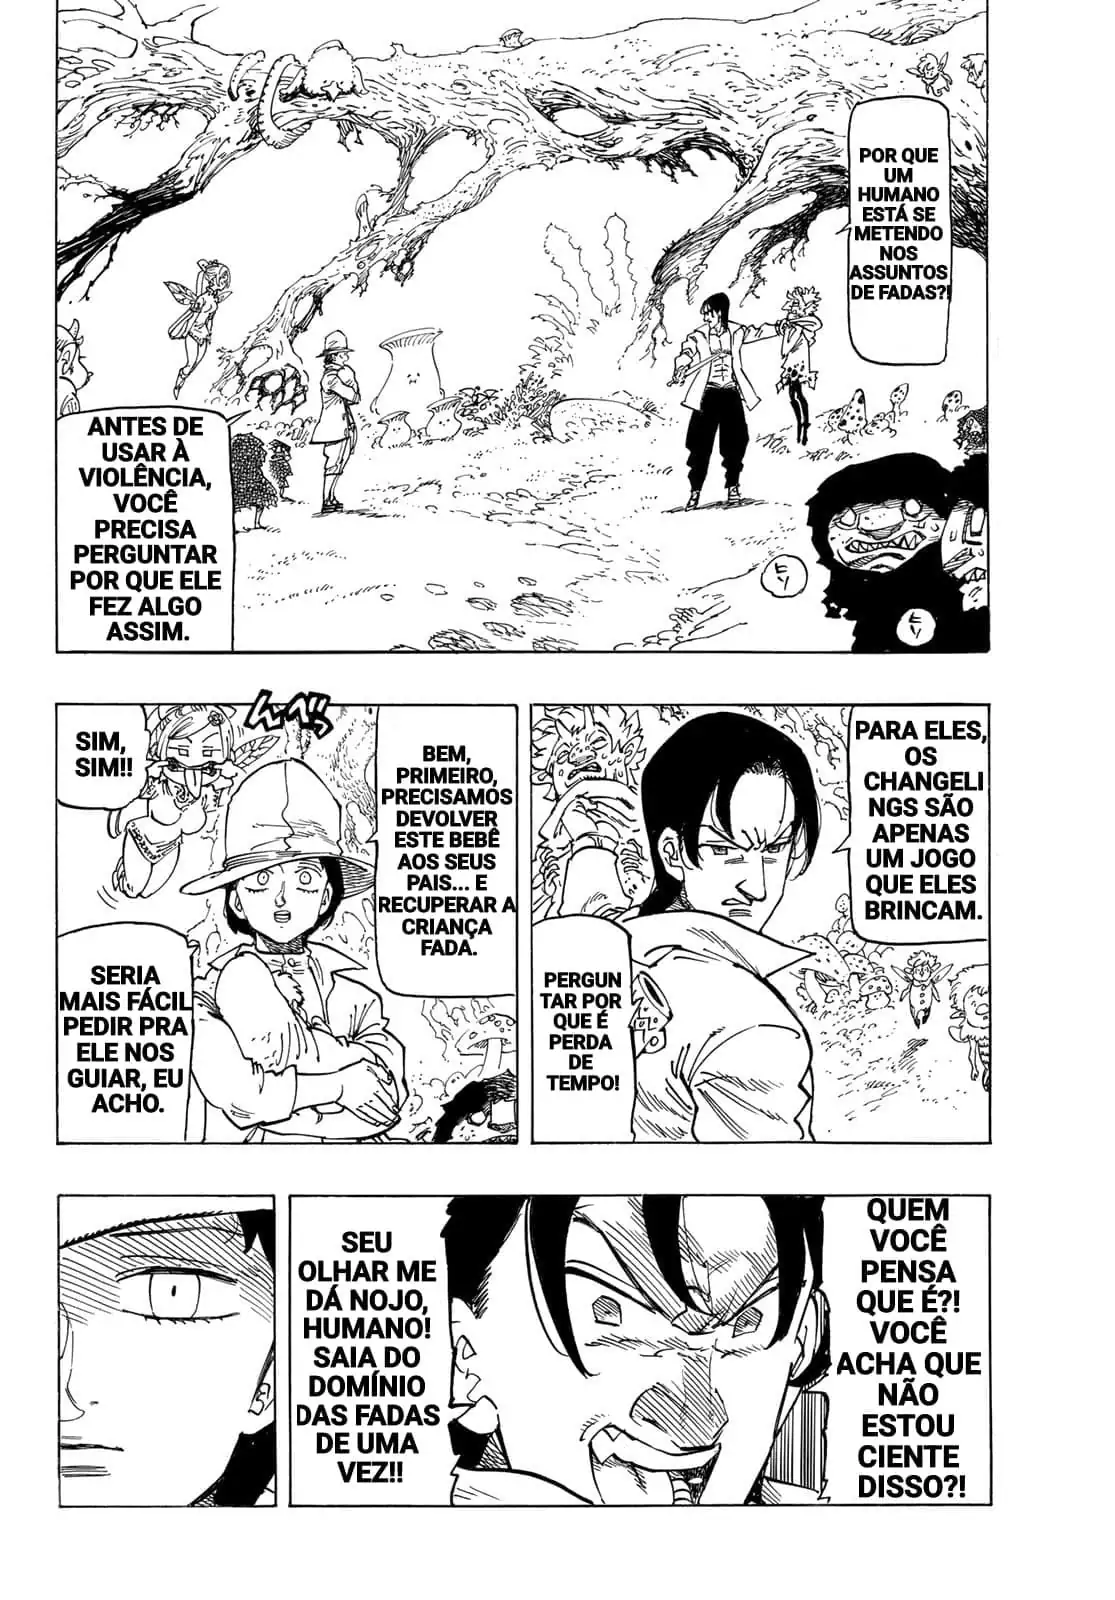 POR QUE
UM
HUMANO
ESTÁ SE
METENDO
NOS
ASSUNTOS
DE FADAS?!
ANTES DE
USAR À
VIOLÊNCIA,
VOCÊ
PRECISA
PERGUNTAR
POR QUE ELE
FEZ ALGO
ASSIM.
ヒソ
ヒソ
PARA ELES,
OS
CHANGELI
NGS SÃO
APENAS
UM JOGO
QUE ELES
BRINCAM.
PERGUN
TAR POR
QUE É
PERDA
DE
TEMPO!
BEM,
PRIMEIRO,
PRECISAMOS
DEVOLVER
ESTE BEBÊ
AOS SEUS
PAIS... E
RECUPERAR A
CRIANÇA
FADA.
SIM,
SIM!!
SERIA
MAIS FÁCIL
PEDIR PRA
ELE NOS
GUIAR, EU
ACHO.
QUEM
VOCÊ
PENSA
QUE É?!
VOCÊ
ACHA QUE
NÃO
ESTOU
CIENTE
DISSO?!
SEU
OLHAR ME
DÁ NOJO,
HUMANO!
SAIA DO
DOMÍNIO
DAS FADAS
DE UMA
VEZ!!